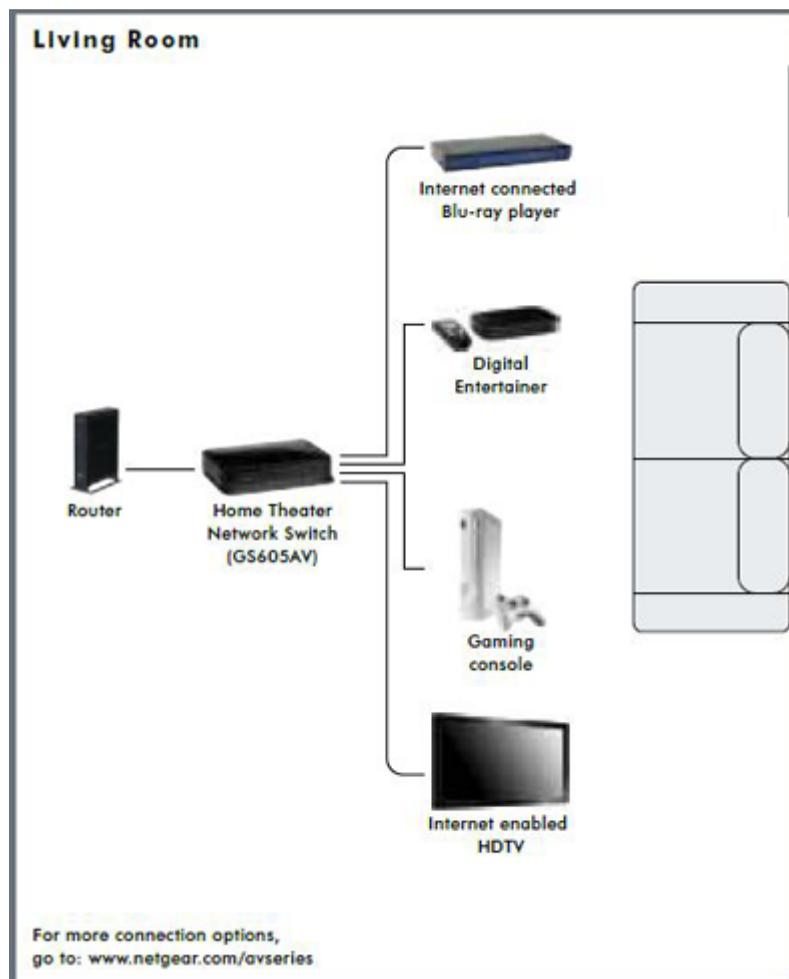 Living Room
Internet connected
Blu-ray player
Digital
Entertainer
Router
Home Theater
Network Switch
(GS605AV)
Gaming
console
Internet enabled
HDTV
For more connection options,
go to: www.netgear.com/avseries